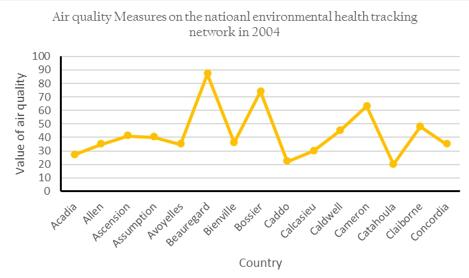 Air quality Measures on the natioanl environmental health tracking
network in 2004
100
90
80
70
60
50
40
30
20
10
0
Value of air quality
Acadia
Allen
Ascension
Assumption
Avoyelles
Beauregard
Bienville
Bossier
Caddo
Calcasieu
Caldwell
Cameron
Catahoula
Claiborne
Concordia
Country